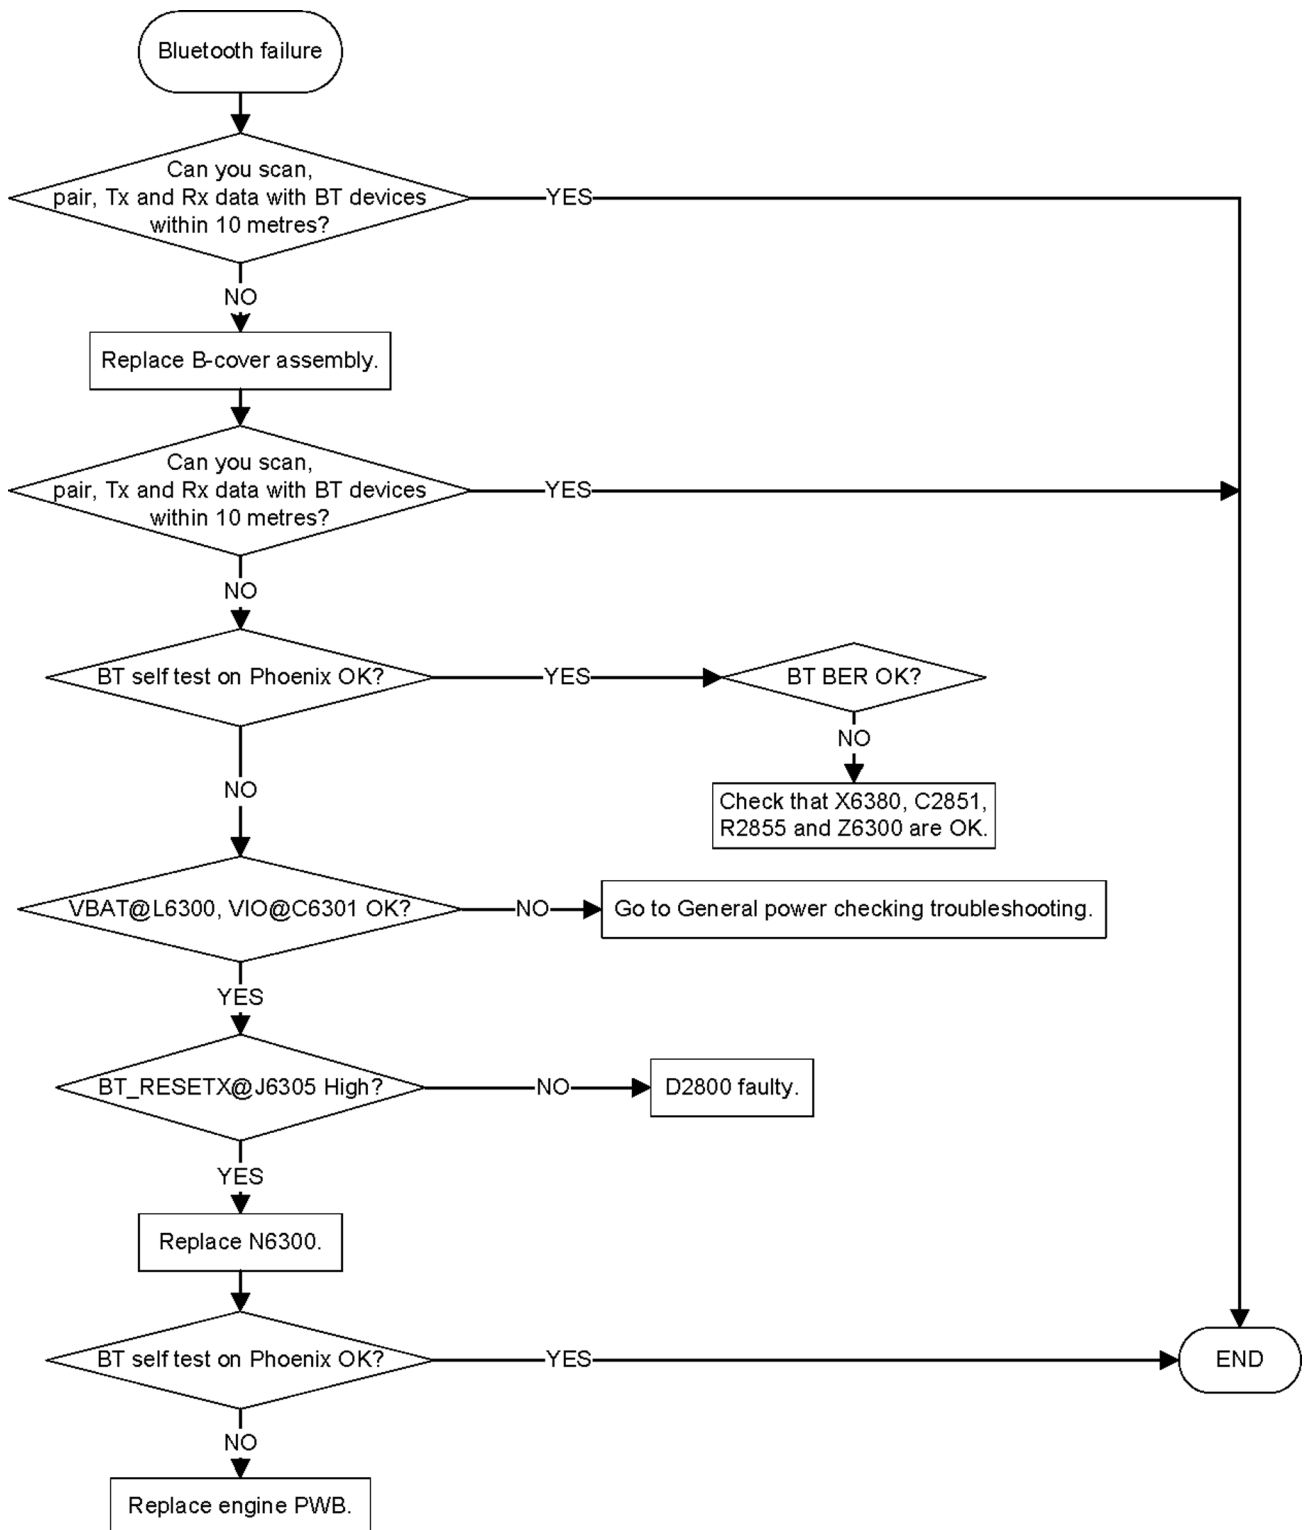 Bluetooth failure
Can you scan,
pair, Tx and Rx data with BT devices
within 10 metres?
YES
NO
Replace B-cover assembly.
Can you scan,
pair, Tx and Rx data with BT devices
within 10 metres?
YES
NO
BT self test on Phoenix OK?
YES
BT BER OK?
NO
Check that X6380, C2851,
R2855 and Z6300 are OK.
NO
VBAT@L6300, VIO@C6301 OK?
NO
Go to General power checking troubleshooting.
YES
BT_RESETX@J6305 High?
NO
D2800 faulty.
YES
Replace N6300.
BT self test on Phoenix OK?
YES
END
NO
Replace engine PWB.